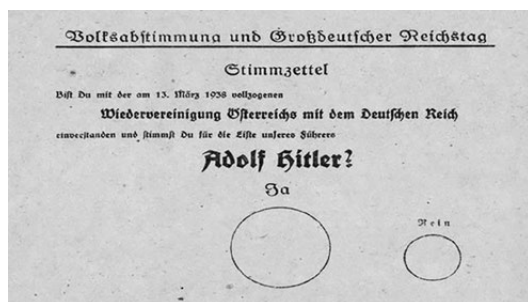 Volksabstimmung und Großdeutscher Reichstag
Stimmzettel
Bist Du mit der am 13. März 1938 vollzogenen
Wiedervereinigung Österreichs mit dem Deutschen Reich
einverstanden und stimmst Du für die Liste unseres Führers
Adolf Hitler?
Ja
Nein